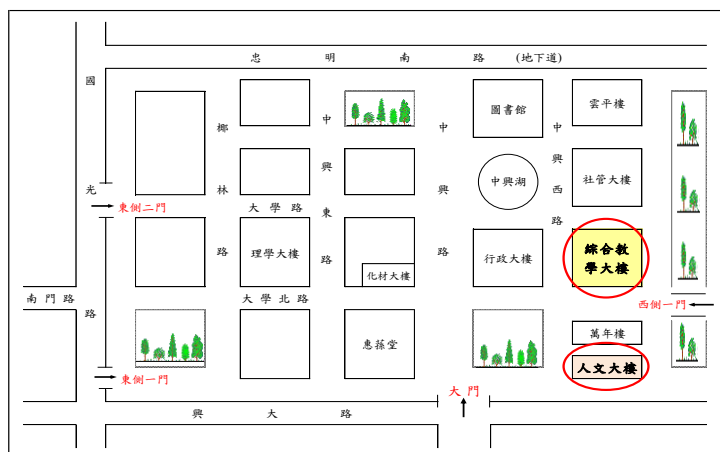 忠明南路(地下道)
國光路
椰林路
中興東路
中興路
中興西路
圖書館
雲平樓
中興湖
社管大樓
東側二門
大學路
理學大樓
化材大樓
行政大樓
綜合教
學大樓
南門路
大學北路
西側一門
惠蓀堂
萬年樓
人文大樓
東側一門
大門
興大路